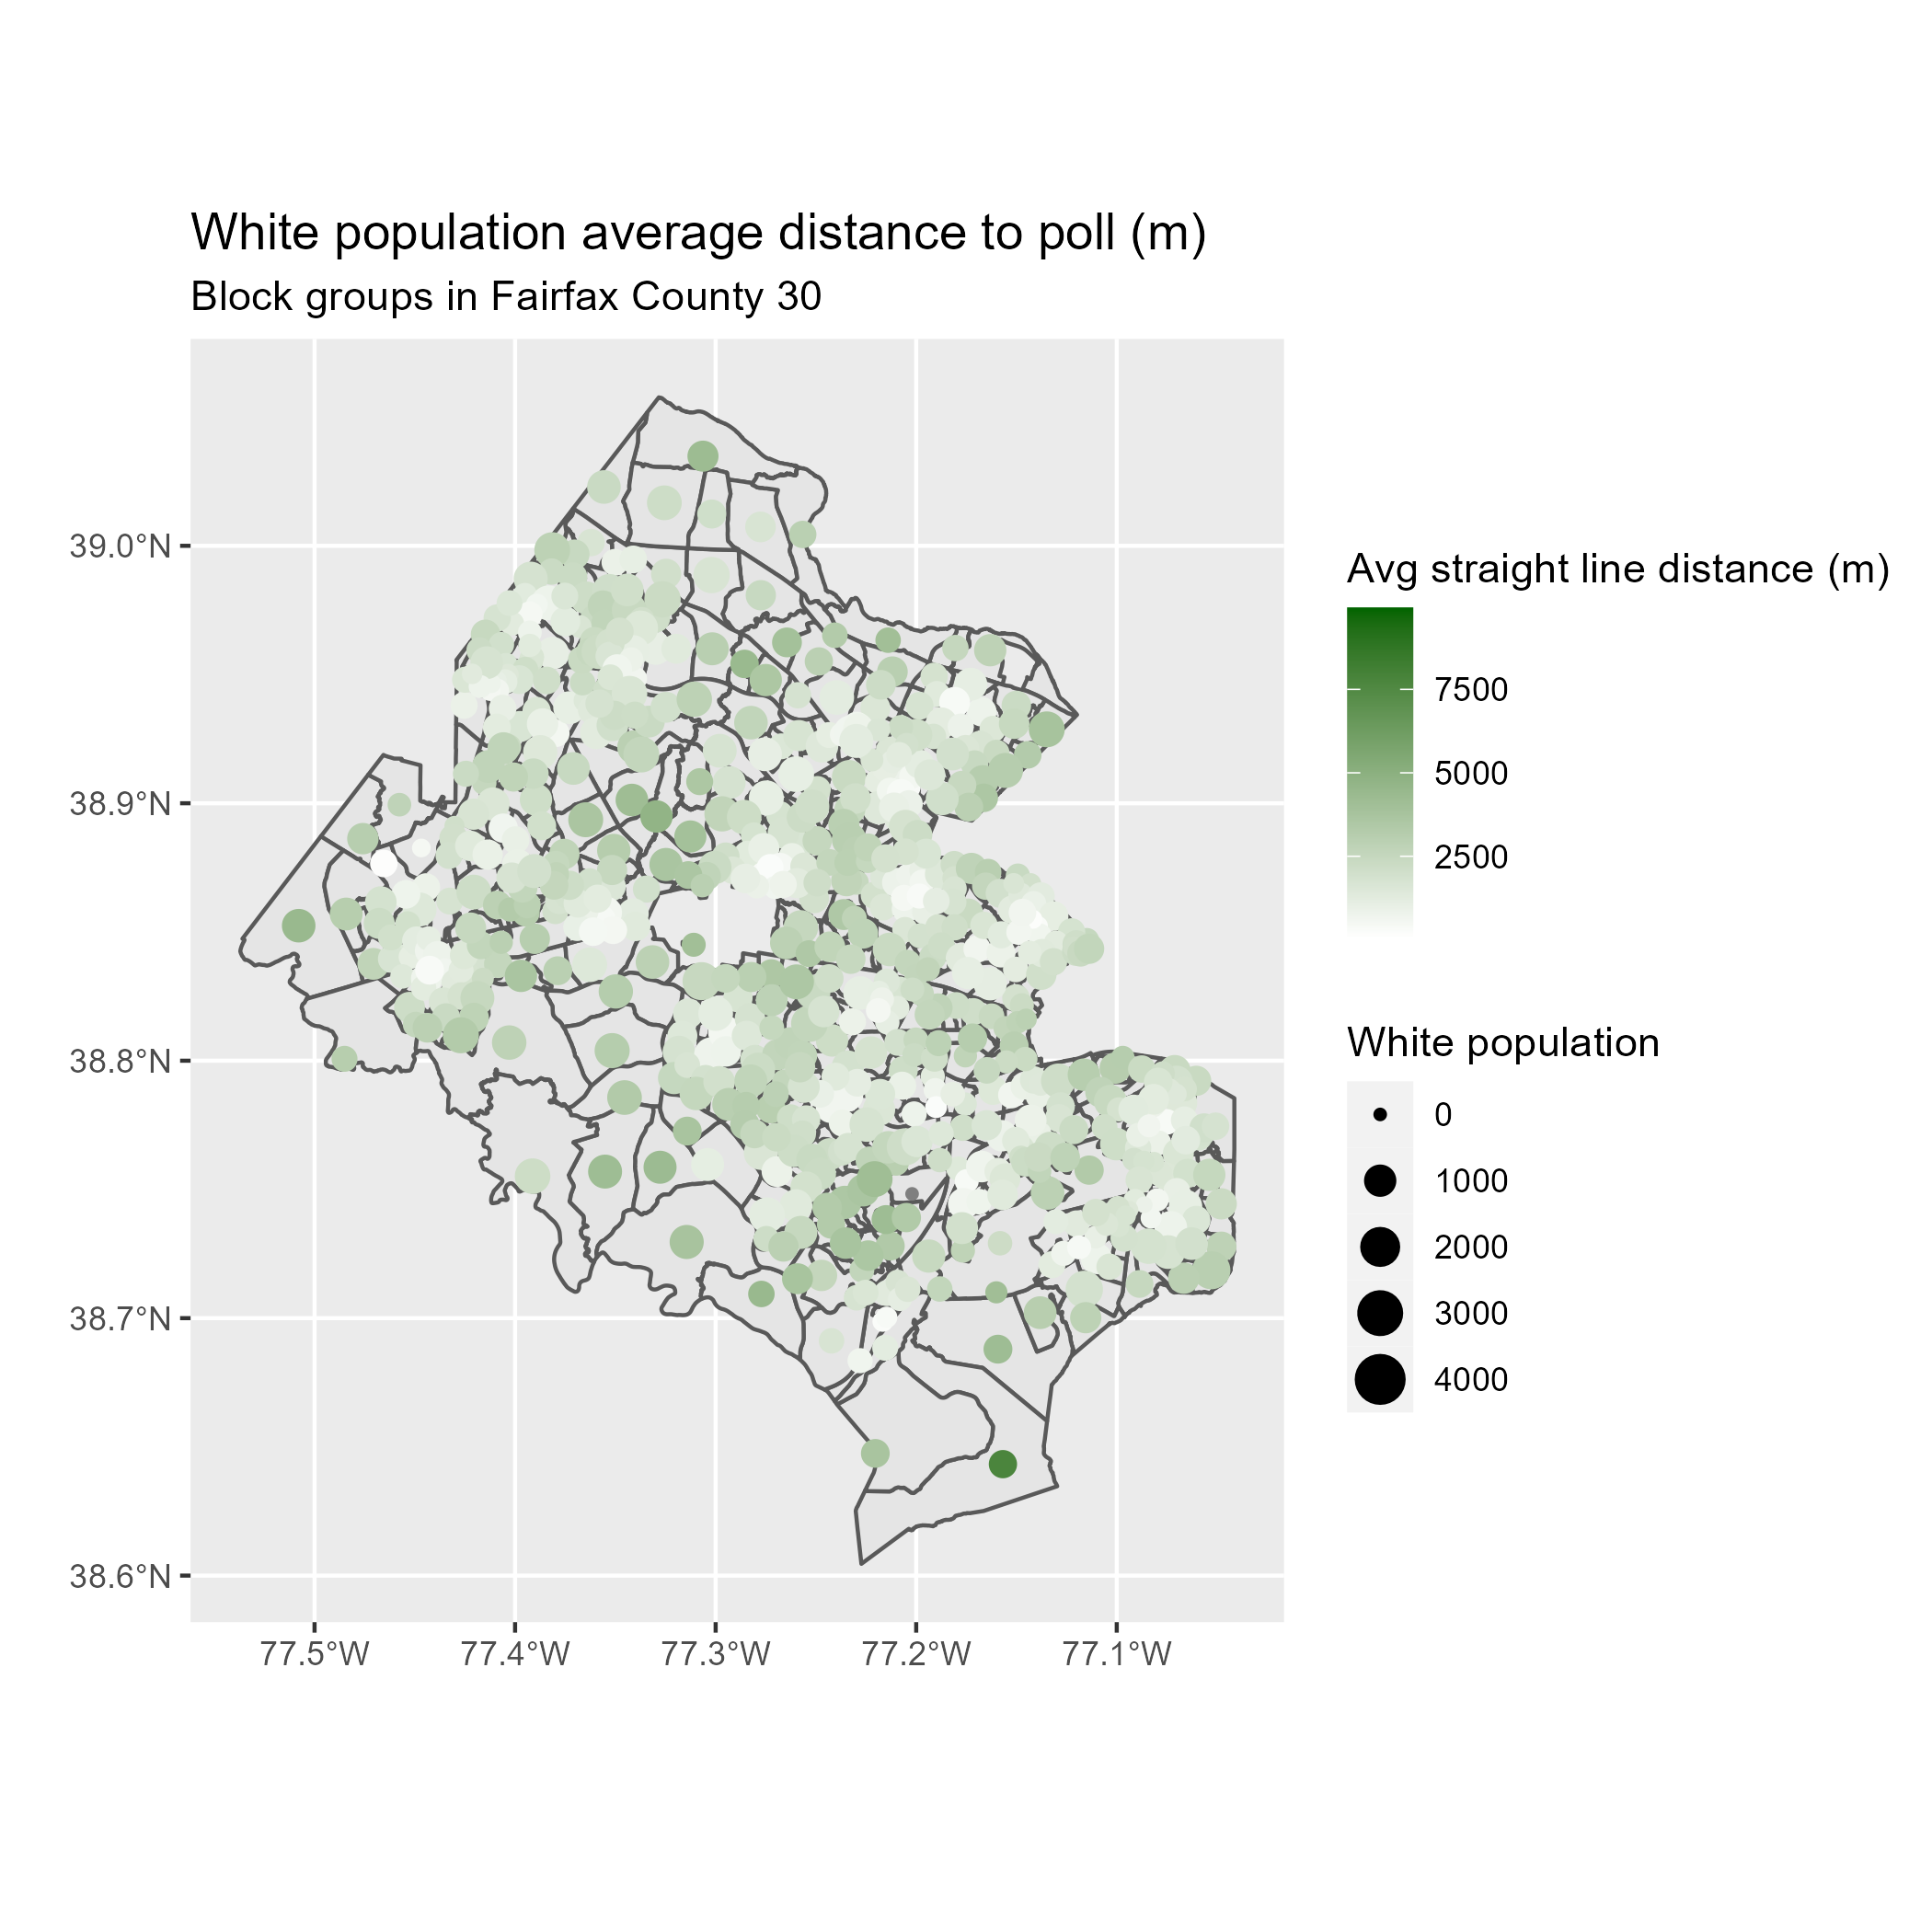 White population average distance to poll (m)
Block groups in Fairfax County 30
39.0°N
38.9°N
38.8°N
38.7°N
38.6°N
77.5°W
77.4°W
77.3°W
77.2°W
77.1°W
Avg straight line distance (m)
7500
5000
2500
White population
0
1000
2000
3000
4000